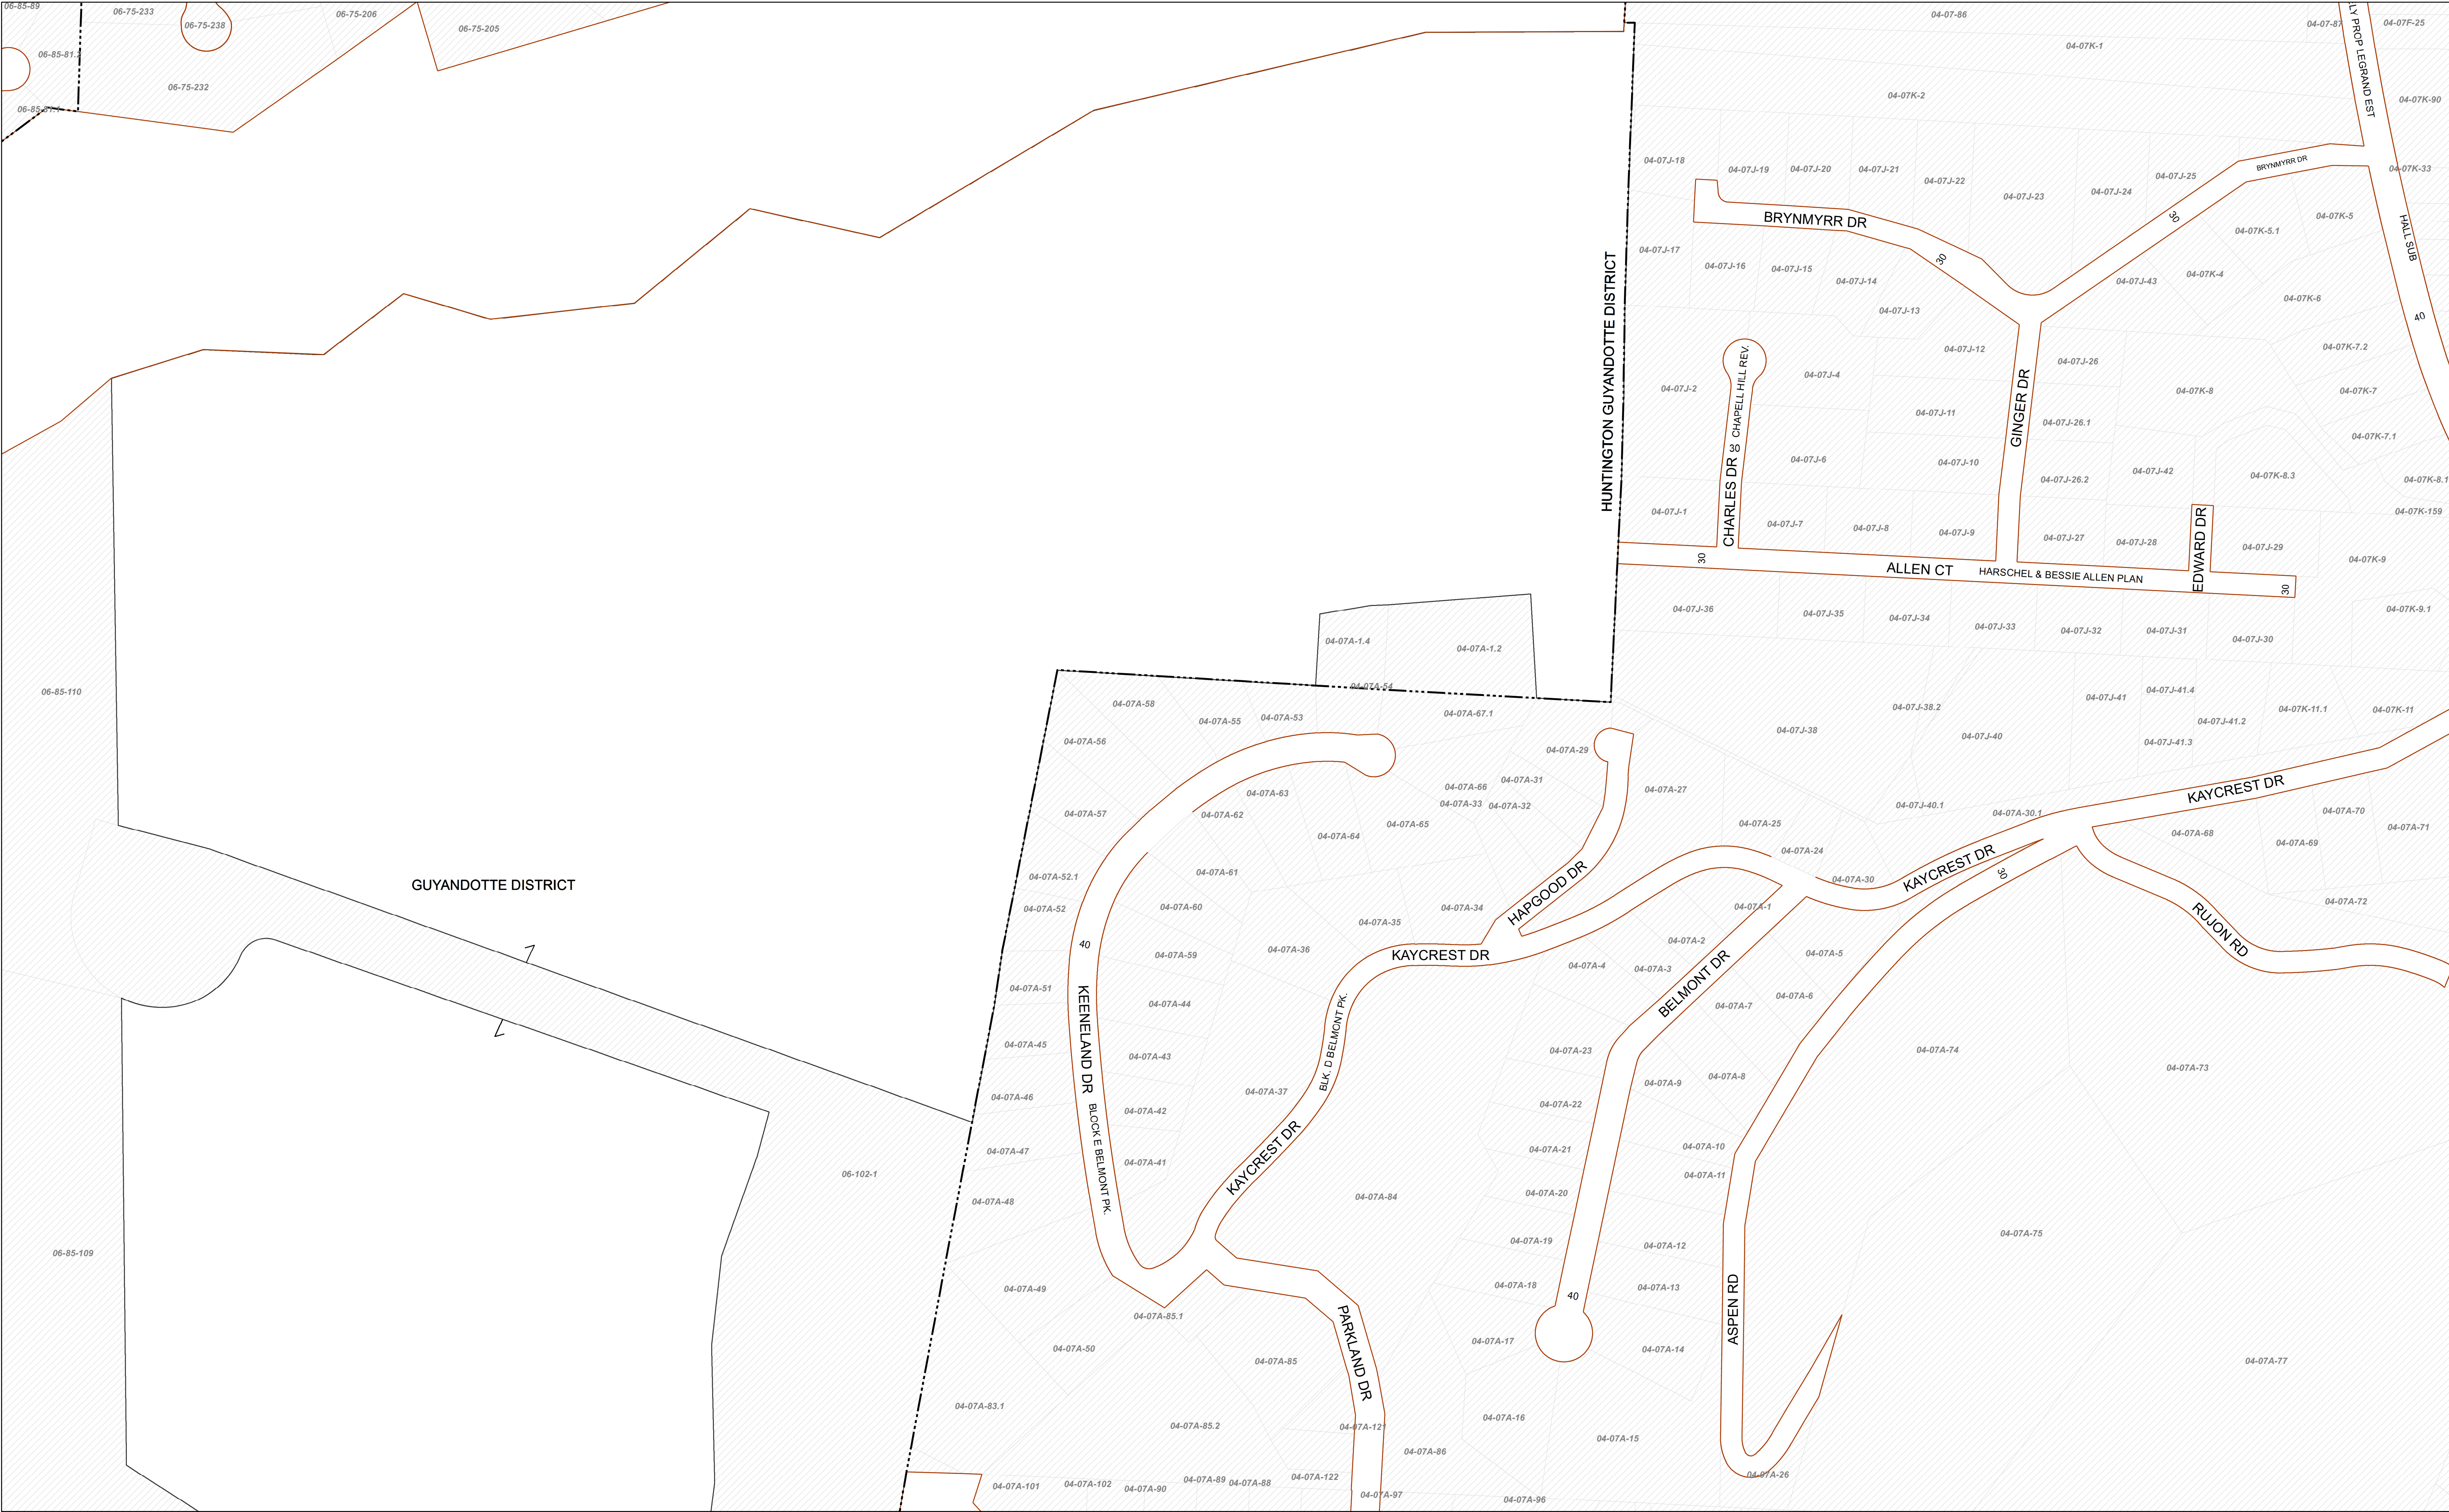 06-85-89
06-75-233
06-75-238
06-75-206
06-75-205
06-75-232
04-07-86
04-07K-1
04-07-87
04-07F-25
04-07K-2
04-07K-90
LY PROP LEGRAND EST
BRYNMYRR DR
04-07J-18
04-07J-19
04-07J-20
04-07J-21
04-07J-22
04-07J-23
04-07J-24
04-07J-25
04-07K-33
04-07K-5
04-07K-5.1
04-07K-4
04-07K-6
HALL SUB
40
BRYNMYRR DR
30
30
04-07J-17
04-07J-16
04-07J-15
04-07J-14
04-07J-13
04-07J-43
HUNTINGTON GUYANDOTTE DISTRICT
04-07J-12
04-07J-26
04-07K-7.2
04-07J-2
04-07J-4
04-07K-8
04-07K-7
CHAPELL HILL REV.
30
CHARLES DR
GINGER DR
04-07J-11
04-07J-26.1
04-07K-7.1
04-07J-6
04-07J-10
04-07J-26.2
04-07J-42
04-07K-8.3
04-07K-8.1
04-07K-159
04-07J-1
04-07J-7
04-07J-8
04-07J-9
04-07J-27
04-07J-28
EDWARD DR
04-07J-29
04-07K-9
30
ALLEN CT
HARSCHEL & BESSIE ALLEN PLAN
30
04-07J-36
04-07J-35
04-07J-34
04-07J-33
04-07J-32
04-07J-31
04-07J-30
04-07K-9.1
04-07A-1.4
04-07A-1.2
04-07A-54
06-85-110
04-07A-58
04-07A-55
04-07A-53
04-07A-67.1
04-07A-56
04-07A-29
04-07J-38
04-07J-38.2
04-07J-40
04-07J-41
04-07J-41.4
04-07J-41.2
04-07J-41.3
04-07K-11.1
04-07K-11
04-07A-57
04-07A-63
04-07A-62
04-07A-64
04-07A-65
04-07A-66
04-07A-33
04-07A-31
04-07A-32
04-07A-27
04-07A-25
04-07A-24
04-07A-30
04-07J-40.1
04-07A-30.1
KAYCREST DR
04-07A-68
04-07A-69
04-07A-70
04-07A-71
04-07A-72
GUYANDOTTE DISTRICT
04-07A-52.1
04-07A-52
04-07A-61
04-07A-60
04-07A-59
04-07A-36
04-07A-35
04-07A-34
HAPGOOD DR
KAYCREST DR
KAYCREST DR
30
RUJON RD
40
04-07A-51
04-07A-44
04-07A-45
04-07A-43
04-07A-46
04-07A-42
04-07A-47
04-07A-41
04-07A-48
KEENELAND DR
BLOCK E BELMONT PK.
BLK. D BELMONT PK.
04-07A-37
KAYCREST DR
04-07A-1
04-07A-2
04-07A-3
04-07A-4
04-07A-5
04-07A-6
04-07A-7
BELMONT DR
04-07A-23
04-07A-8
04-07A-9
04-07A-22
04-07A-10
04-07A-21
04-07A-11
04-07A-20
04-07A-74
04-07A-73
06-102-1
04-07A-84
04-07A-19
04-07A-12
04-07A-18
04-07A-13
40
04-07A-75
06-85-109
04-07A-49
04-07A-85.1
04-07A-50
04-07A-85
PARKLAND DR
04-07A-17
04-07A-14
ASPEN RD
04-07A-77
04-07A-83.1
04-07A-85.2
04-07A-121
04-07A-86
04-07A-16
04-07A-15
04-07A-26
04-07A-101
04-07A-102
04-07A-90
04-07A-89
04-07A-88
04-07A-122
04-07A-97
04-07A-96